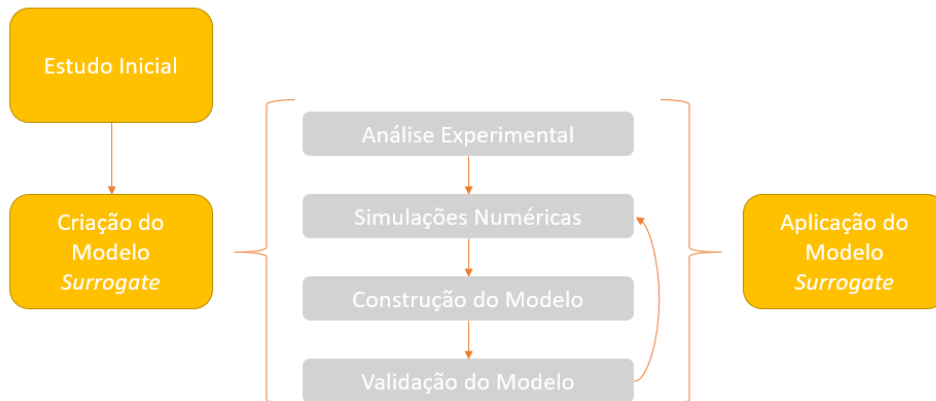 Estudo Inicial
Criação do
Modelo
Surrogate
Análise Experimental
Simulações Numéricas
Construção do Modelo
Validação do Modelo
Aplicação do
Modelo
Surrogate